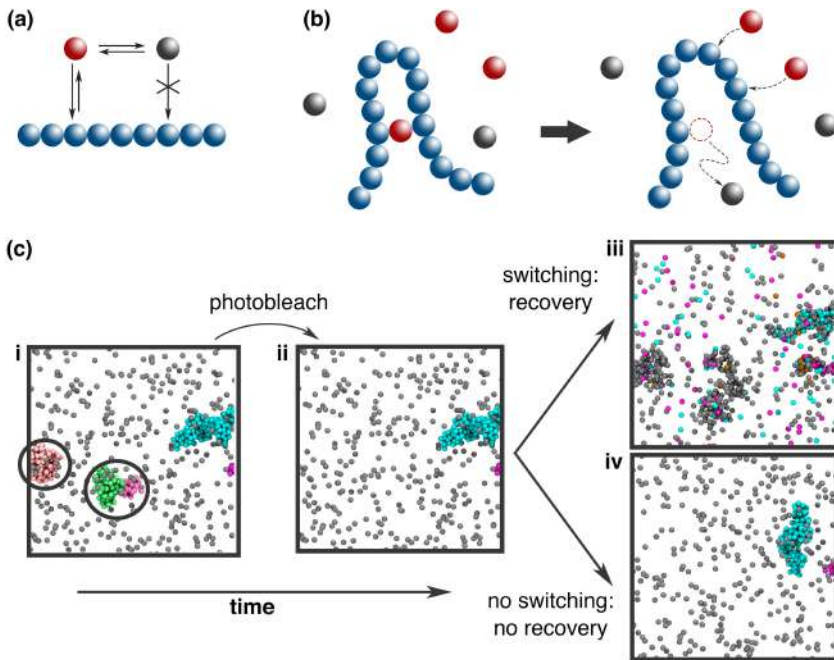 (a)
(b)
(c)
photobleach
i
ii
switching:
recovery
iii
iv
time
no switching:
no recovery